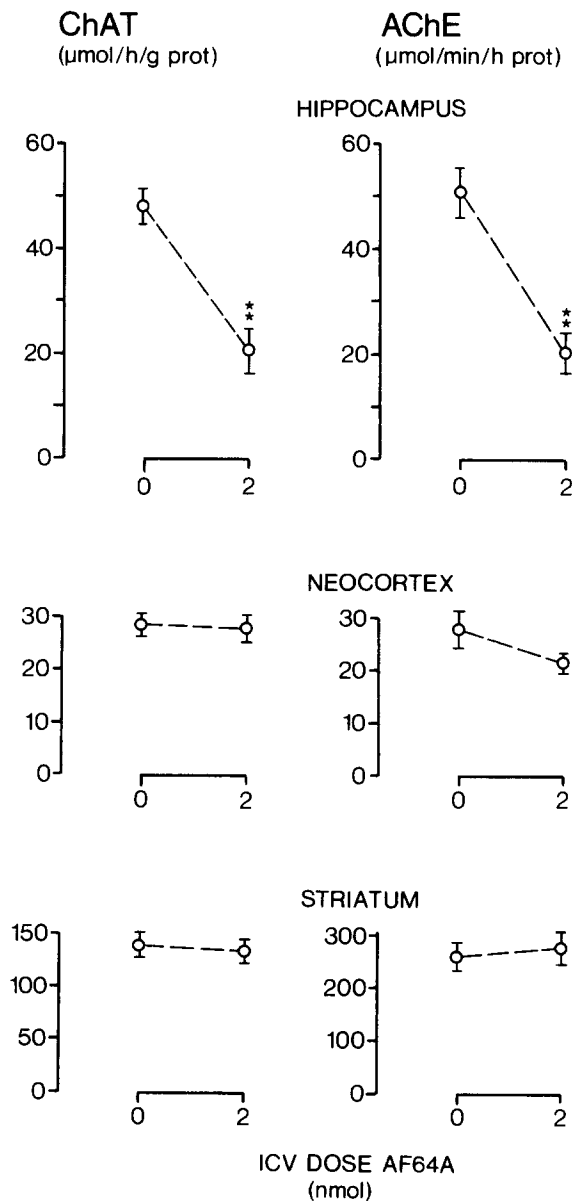 ChAT AChE
(µmol/h/g prot) (µmol/min/h prot)
HIPPOCAMPUS
60 60
40 40
** **
20 20
0 0
0 2 0 2
NEOCORTEX
30 30
20 20
10 10
0 0
0 2 0 2
STRIATUM
150 300
100 200
50 100
0 0
0 2 0 2
ICV DOSE AF64A
(nmol)